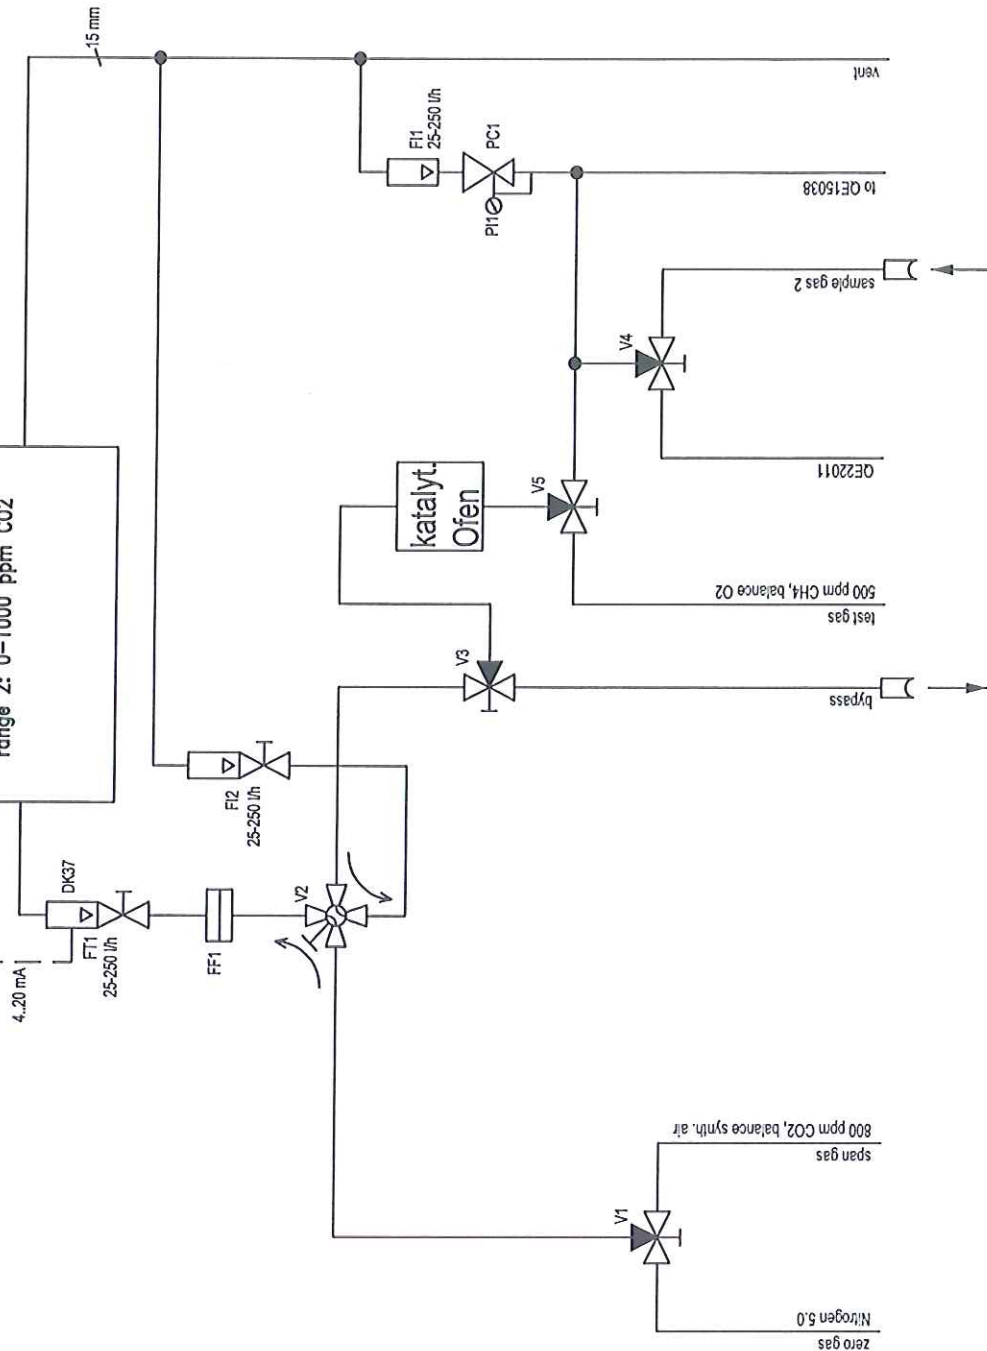 15 mm
range 2: 0-1000 ppm CO2
4..20 mA
DK37
FT1
25-250 l/h
FF1
V2
FI2
25-250 l/h
FI1
25-250 l/h
PC1
PI1
vent
to QE15038
sample gas 2
V4
QE22011
katalyt.
Ofen
V5
500 ppm CH4, balance O2
test gas
V3
bypass
V1
800 ppm CO2, balance synth. air
span gas
Nitrogen 5.0
zero gas